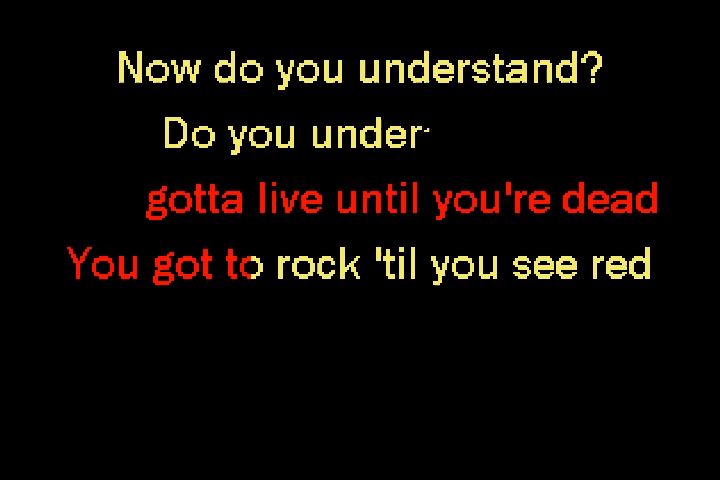 Now do you understand?
Do you under
gotta live until you're dead
You got to rock 'til you see red